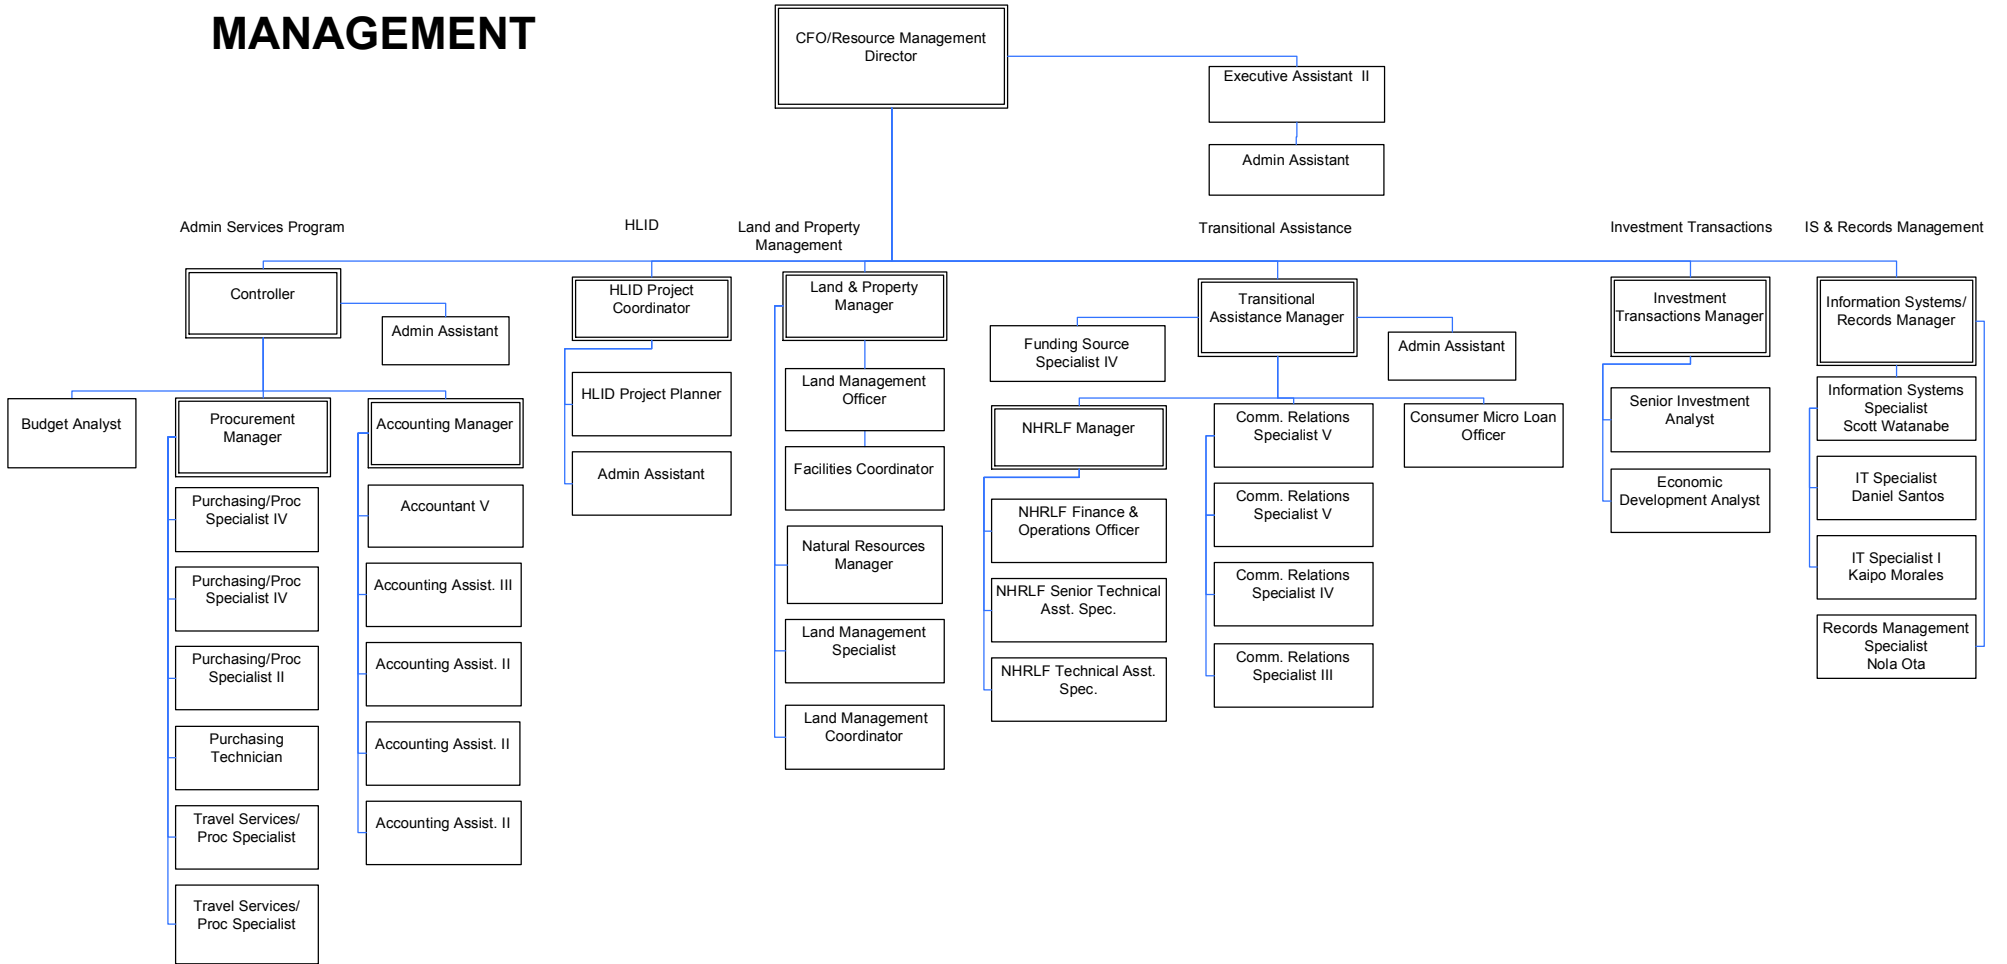 MANAGEMENT
CFO/Resource Management
Director
Executive Assistant  II
Admin Assistant
Admin Services Program
HLID
Land and Property
Management
Transitional Assistance
Investment Transactions
IS & Records Management
Controller
Admin Assistant
Budget Analyst
Procurement
Manager
Purchasing/Proc
Specialist IV
Purchasing/Proc
Specialist IV
Purchasing/Proc
Specialist II
Purchasing
Technician
Travel Services/
Proc Specialist
Travel Services/
Proc Specialist
Accounting Manager
Accountant V
Accounting Assist. III
Accounting Assist. II
Accounting Assist. II
Accounting Assist. II
HLID Project
Coordinator
HLID Project Planner
Admin Assistant
Land & Property
Manager
Land Management
Officer
Facilities Coordinator
Natural Resources
Manager
Land Management
Specialist
Land Management
Coordinator
Transitional
Assistance Manager
Funding Source
Specialist IV
Admin Assistant
NHRLF Manager
NHRLF Finance &
Operations Officer
NHRLF Senior Technical
Asst. Spec.
NHRLF Technical Asst.
Spec.
Comm. Relations
Specialist V
Comm. Relations
Specialist V
Comm. Relations
Specialist IV
Comm. Relations
Specialist III
Consumer Micro Loan
Officer
Investment
Transactions Manager
Senior Investment
Analyst
Economic
Development Analyst
Information Systems/
Records Manager
Information Systems
Specialist
Scott Watanabe
IT Specialist
Daniel Santos
IT Specialist I
Kaipo Morales
Records Management
Specialist
Nola Ota